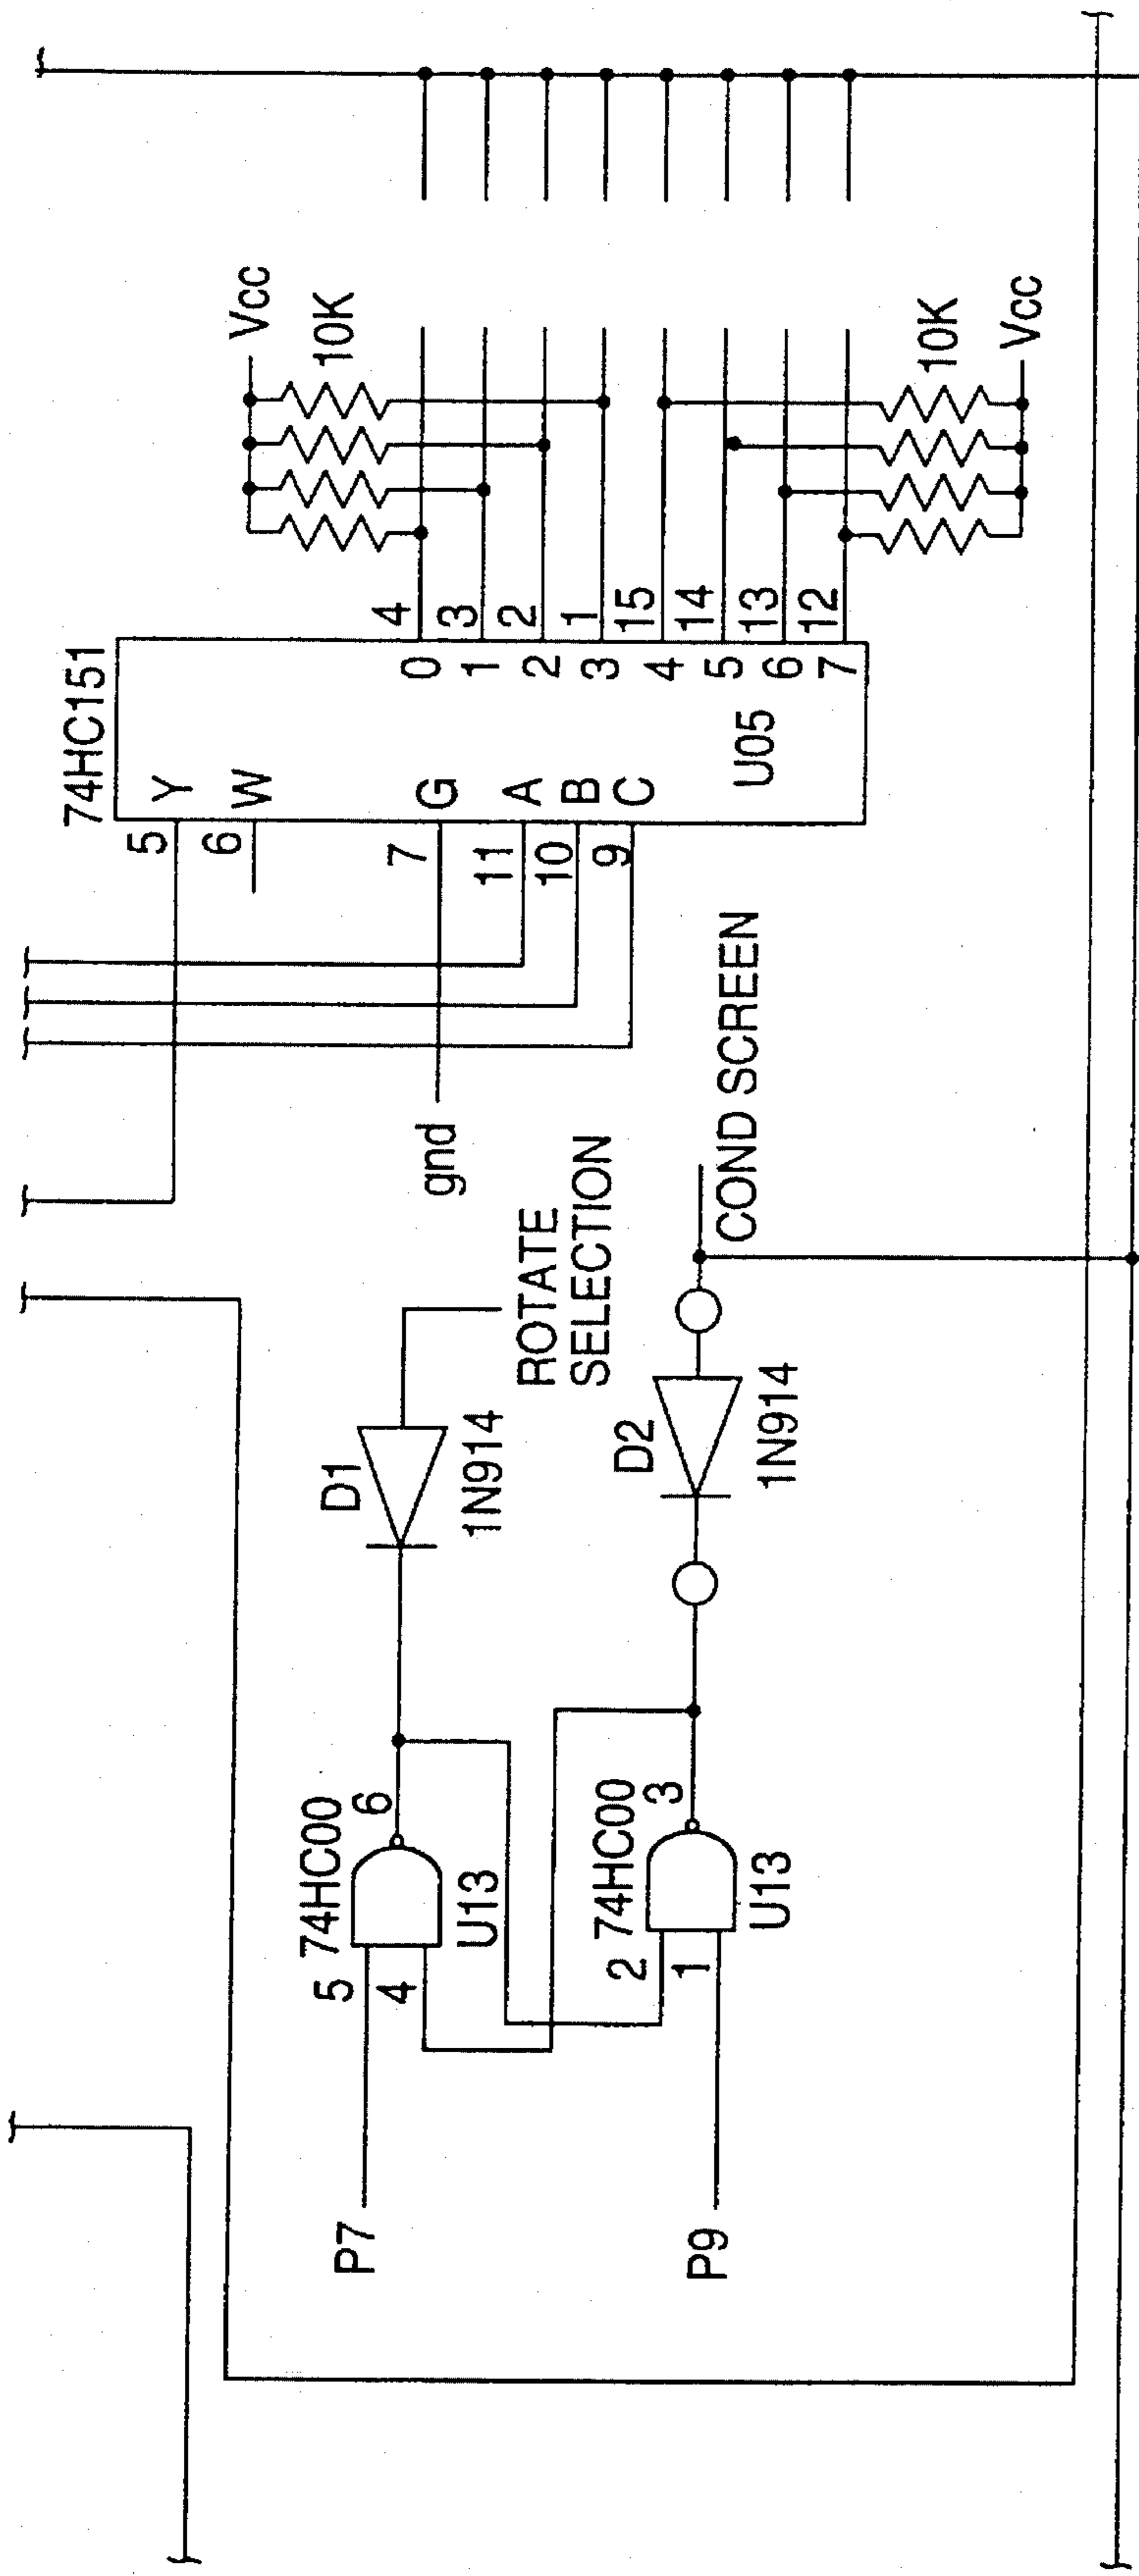 74HC151
5
Y
6
W
7
G
11
A
10
B
9
C
U05
0
4
1
3
2
2
3
1
4
15
5
14
6
13
7
12
Vcc
10K
10K
Vcc
gnd
ROTATE
SELECTION
COND SCREEN
D1
1N914
D2
1N914
74HC00
5
4
6
U13
74HC00
2
1
3
U13
P7
P9